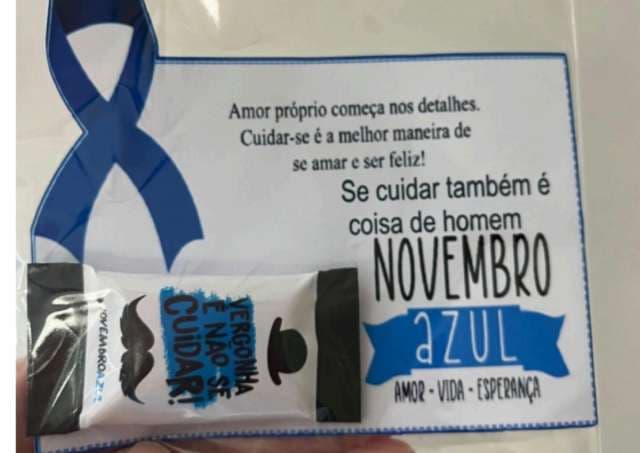 Amor próprio começa nos detalhes.
Cuidar-se é a melhor maneira de
se amar e ser feliz!
Se cuidar também é
coisa de homem
NOVEMBRO
AZUL
AMOR - VIDA - ESPERANÇA
VERGONHA
É NÃO SE
CUIDAR!
#NOVEMBROAZUL